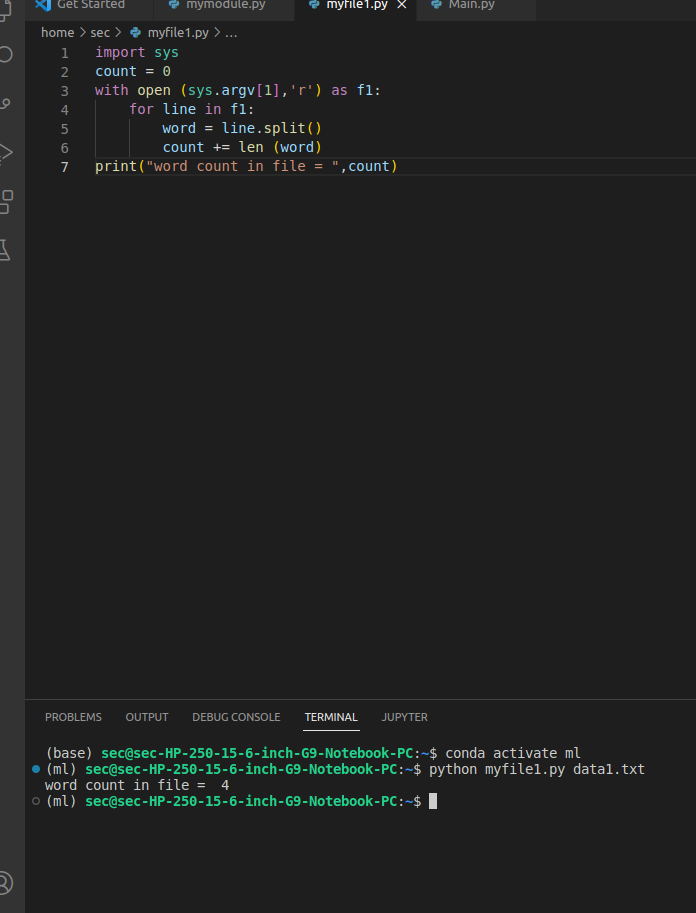 Get Started mymodule.py myfile1.py Main.py
home > sec > myfile1.py > ...
1 import sys
2 count = 0
3 with open (sys.argv[1],'r') as f1:
4     for line in f1:
5         word = line.split()
6         count += len (word)
7 print("word count in file = ",count)
PROBLEMS OUTPUT DEBUG CONSOLE TERMINAL JUPYTER
(base) sec@sec-HP-250-15-6-inch-G9-Notebook-PC:~$ conda activate ml
(ml) sec@sec-HP-250-15-6-inch-G9-Notebook-PC:~$ python myfile1.py data1.txt
word count in file =  4
(ml) sec@sec-HP-250-15-6-inch-G9-Notebook-PC:~$